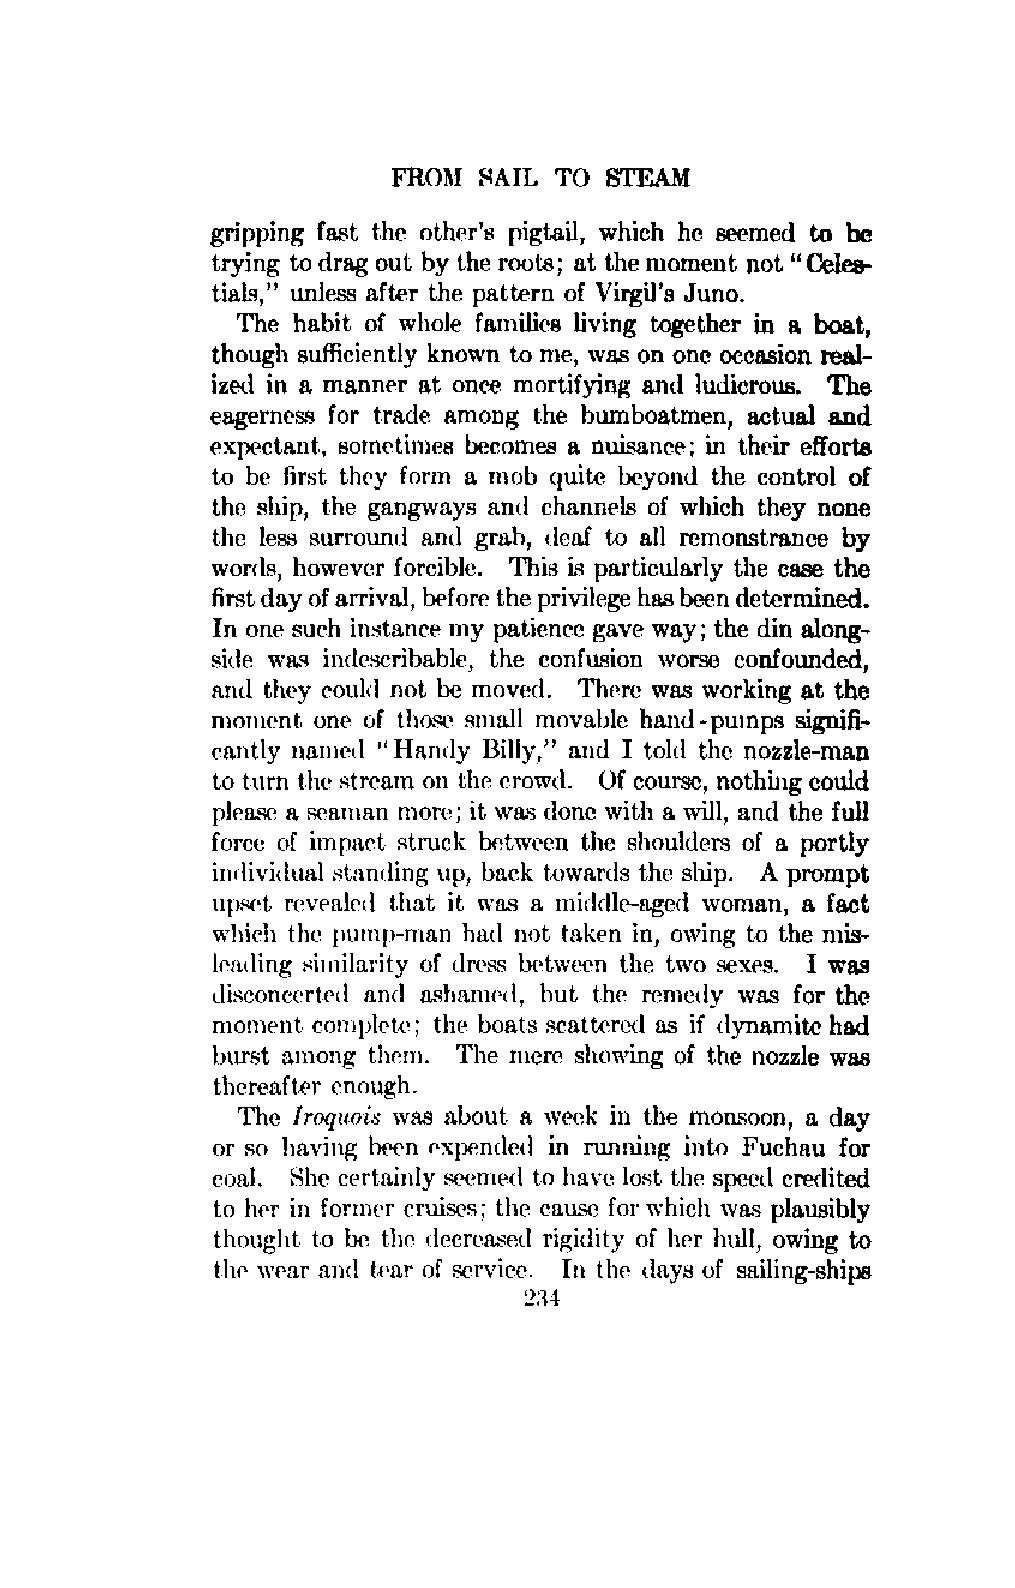 FROM SAIL TO STEAM
gripping fast the other's pigtail, which he seemed to be
trying to drag out by the roots; at the moment not "Celes-
tials," unless after the pattern of Virgil's Juno.
The habit of whole families living together in a boat,
though sufficiently known to me, was on one occasion real-
ized in a manner at once mortifying and ludicrous. The
eagerness for trade among the bumboatmen, actual and
expectant, sometimes becomes a nuisance; in their efforts
to be first they form a mob quite beyond the control of
the ship, the gangways and channels of which they none
the less surround and grab, deaf to all remonstrance by
words, however forcible. This is particularly the case the
first day of arrival, before the privilege has been determined.
In one such instance my patience gave way; the din along-
side was indescribable, the confusion worse confounded,
and they could not be moved. There was working at the
moment one of those small movable hand-pumps signifi-
cantly named "Handy Billy," and I told the nozzle-man
to turn the stream on the crowd. Of course, nothing could
please a seaman more; it was done with a will, and the full
force of impact struck between the shoulders of a portly
individual standing up, back towards the ship. A prompt
upset revealed that it was a middle-aged woman, a fact
which the pump-man had not taken in, owing to the mis-
leading similarity of dress between the two sexes. I was
disconcerted and ashamed, but the remedy was for the
moment complete; the boats scattered as if dynamite had
burst among them. The mere showing of the nozzle was
thereafter enough.
The Iroquois was about a week in the monsoon, a day
or so having been expended in running into Fuchau for
coal. She certainly seemed to have lost the speed credited
to her in former cruises; the cause for which was plausibly
thought to be the decreased rigidity of her hull, owing to
the wear and tear of service. In the days of sailing-ships
234